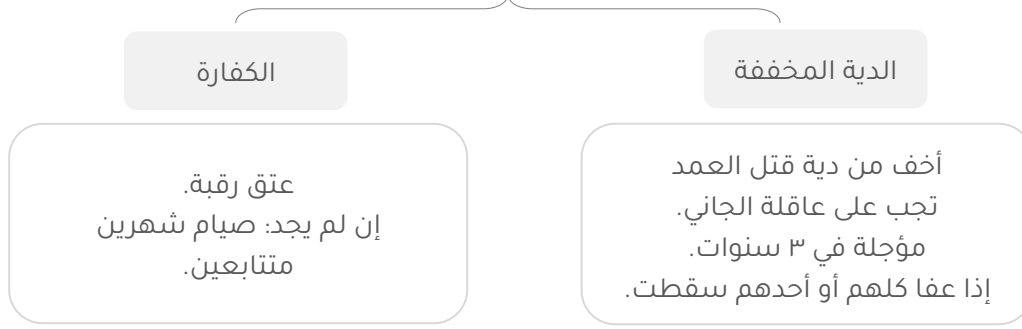 الدية المخففة
أخف من دية قتل العمد
تجب على عاقلة الجاني.
مؤجلة في ٣ سنوات.
إذا عفا كلهم أو أحدهم سقطت.
الكفارة
عتق رقبة.
إن لم يجد: صيام شهرين
متتابعين.